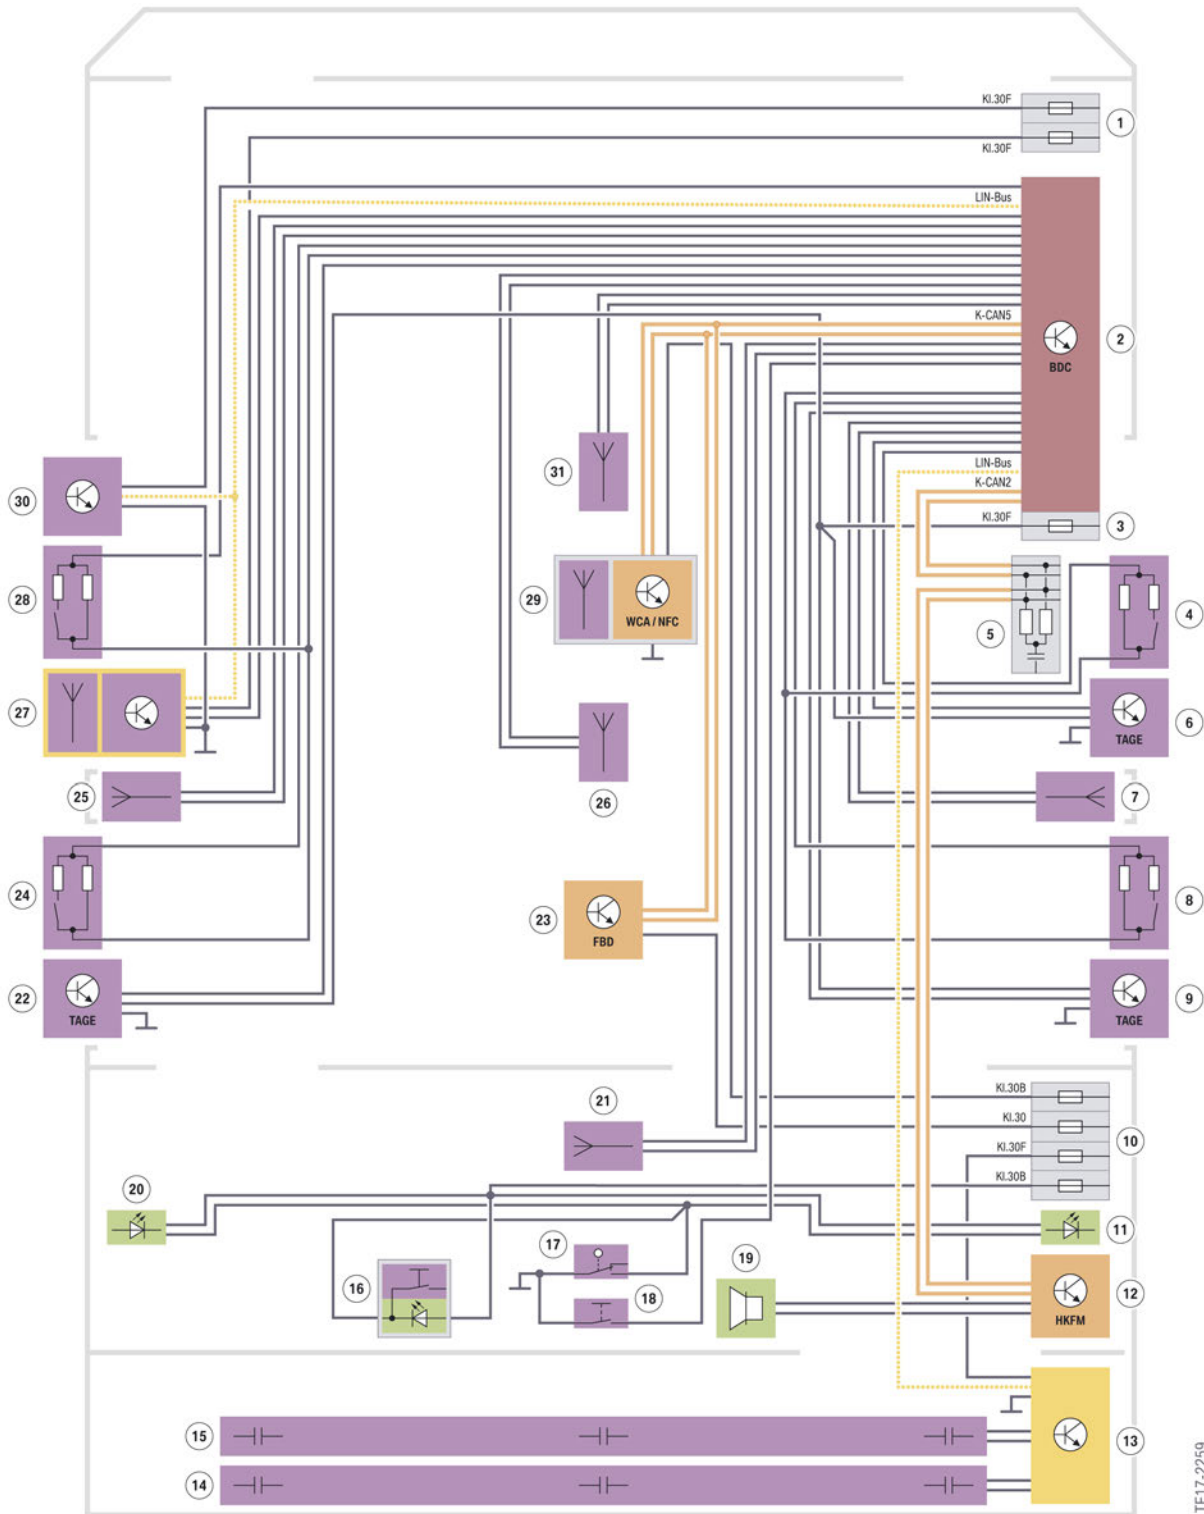 Kl.30F
1
Kl.30F
LIN-Bus
K-CAN5
2
BDC
31
LIN-Bus
30
K-CAN2
Kl.30F
3
28
29
WCA / NFC
4
5
27
6
TAGE
25
26
7
24
23
8
FBD
22
TAGE
9
TAGE
Kl.30B
21
Kl.30
10
Kl.30F
Kl.30B
20
11
17
19
16
18
12
HKFM
15
13
14
TE17-2259